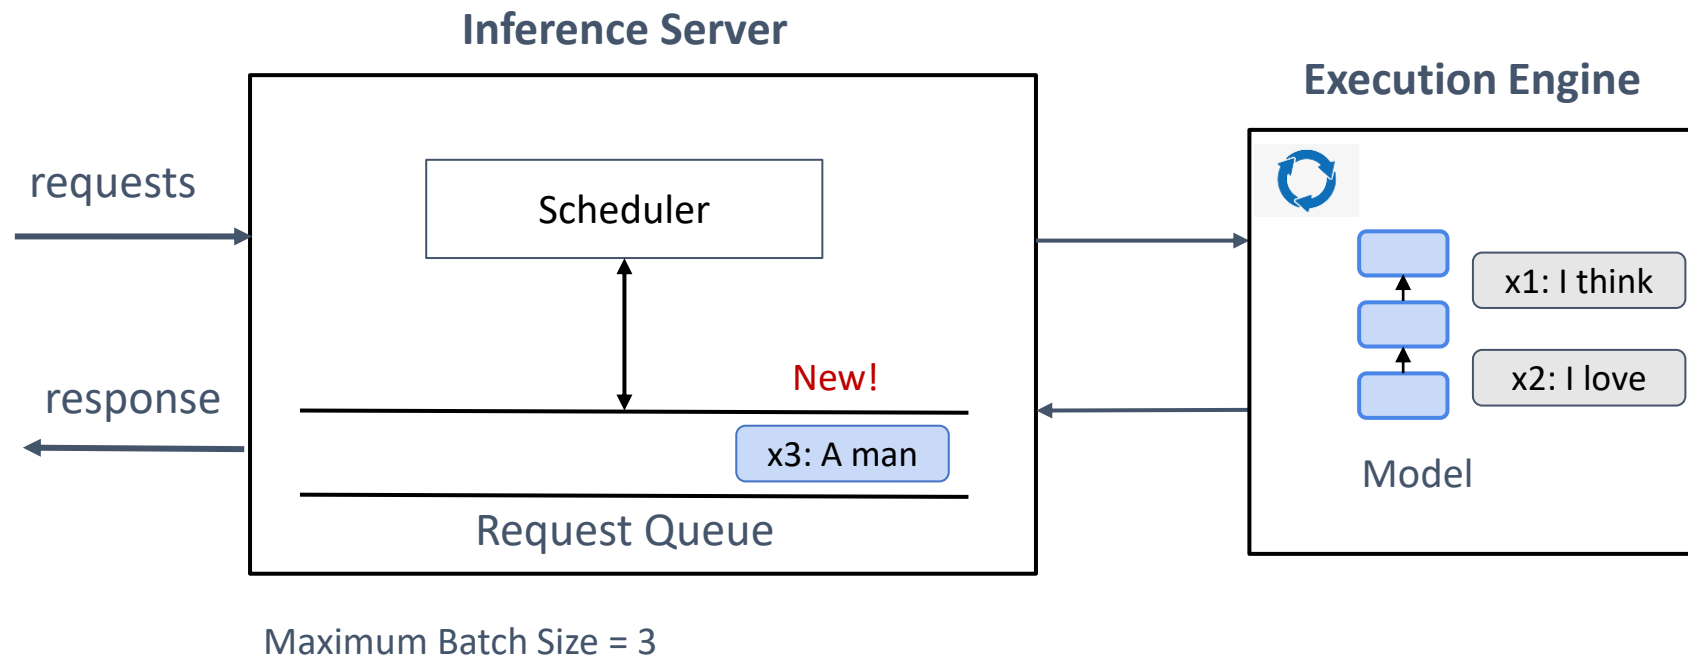 Inference Server
Execution Engine
requests
Scheduler
x1: I think
New!
x2: I love
response
x3: A man
Model
Request Queue
Maximum Batch Size = 3